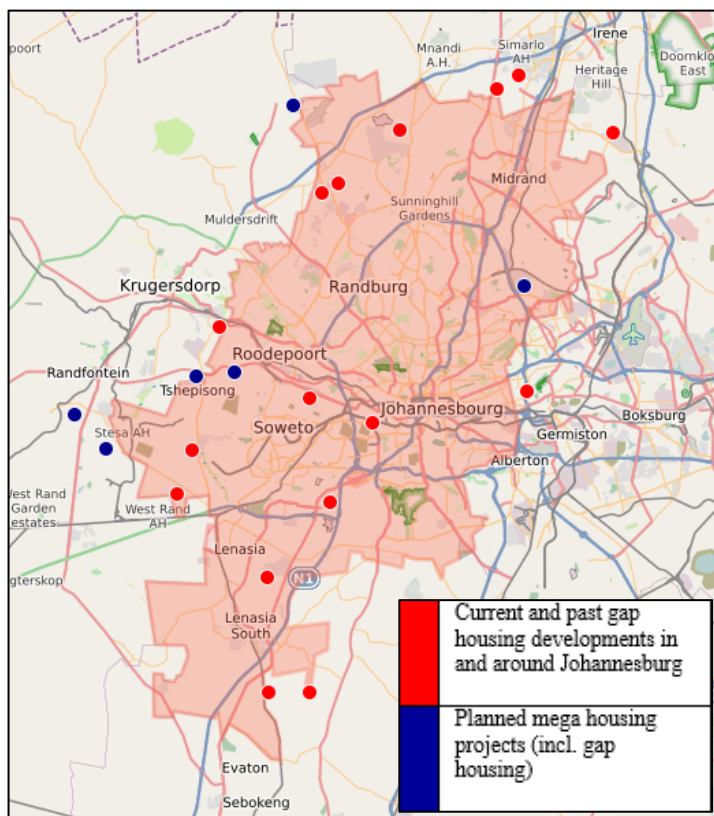 poort
Mnandi
A.H.
Simarlo
AH
Irene
Doornklo
East
Heritage
Hill
Midrand
Sunninghill
Gardens
Muldersdrift
Krugersdorp
Randburg
Roodepoort
Randfontein
Tshepisong
Johannesbourg
Boksburg
Stesa AH
Soweto
Germiston
Alberton
West Rand
Garden
estates
West Rand
AH
Lenasia
gterskop
N1
Lenasia
South
Evaton
Sebokeng
Current and past gap
housing developments in
and around Johannesburg
Planned mega housing
projects (incl. gap
housing)